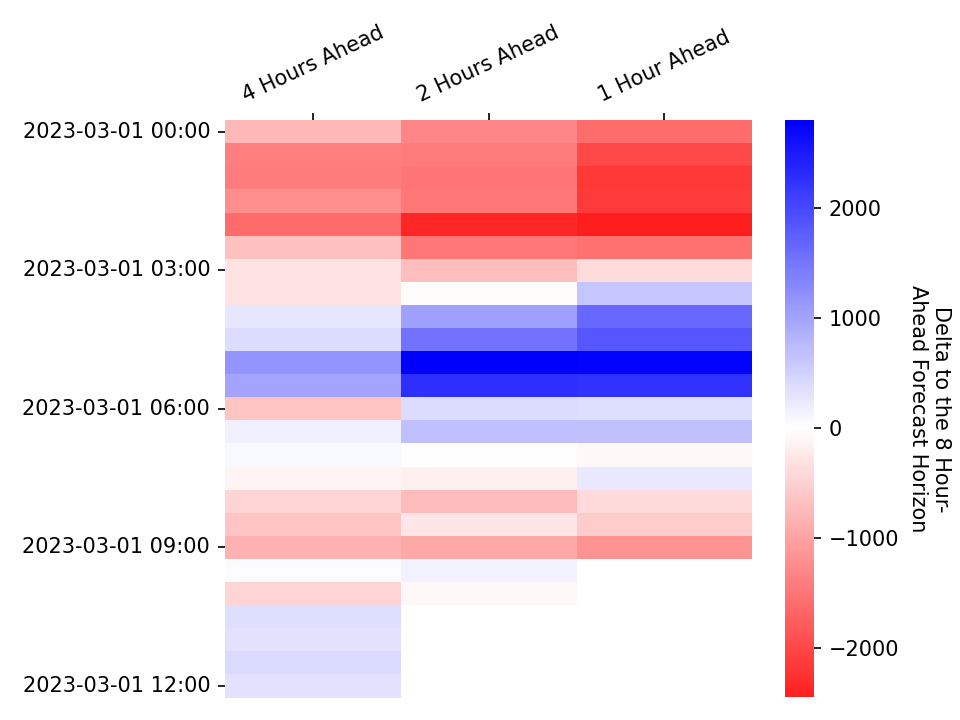 4 Hours Ahead
2 Hours Ahead
1 Hour Ahead
2023-03-01 00:00
2023-03-01 03:00
2023-03-01 06:00
2023-03-01 09:00
2023-03-01 12:00
2000
1000
0
−1000
−2000
Delta to the 8 Hour-
Ahead Forecast Horizon